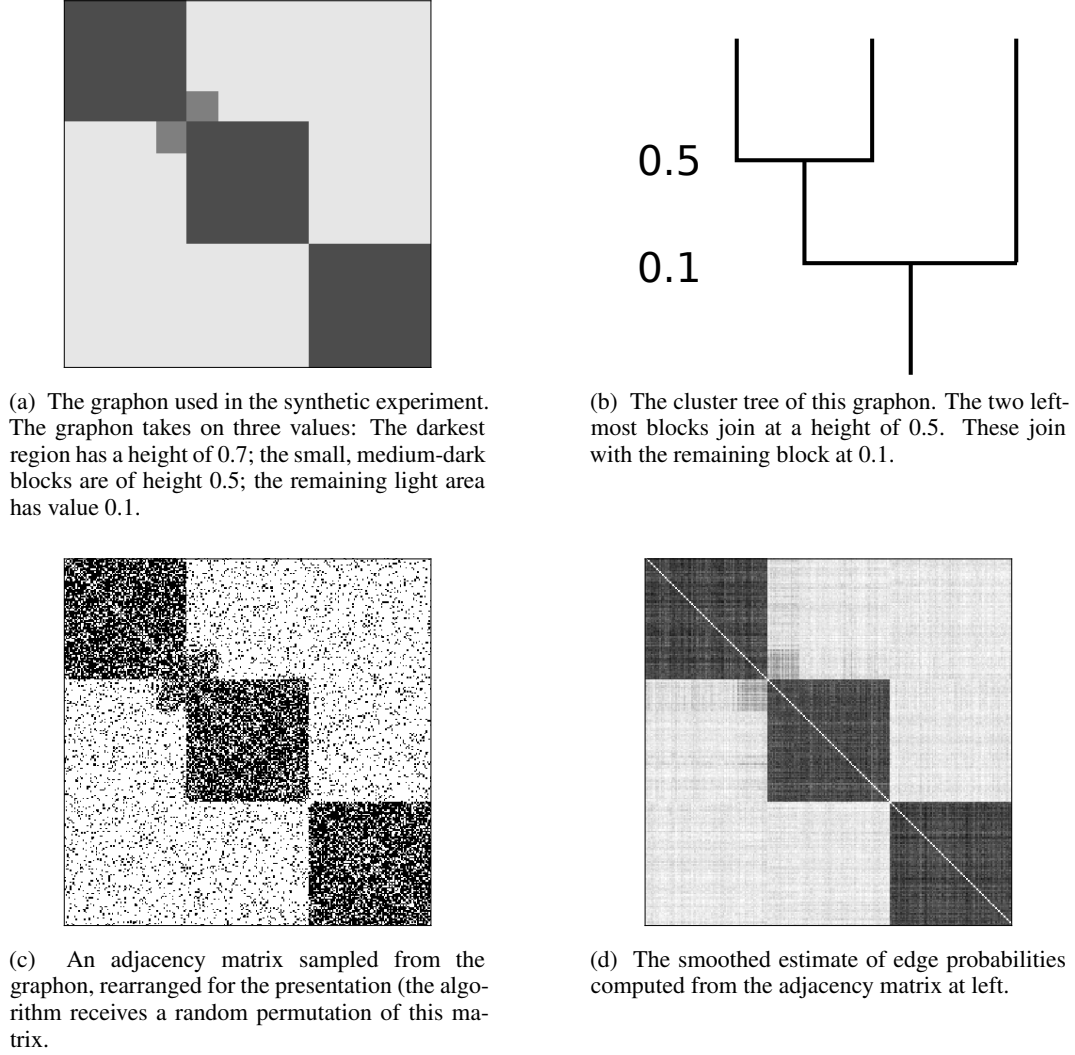 0.5
0.1
(a) The graphon used in the synthetic experiment.
The graphon takes on three values: The darkest
region has a height of 0.7; the small, medium-dark
blocks are of height 0.5; the remaining light area
has value 0.1.
(b) The cluster tree of this graphon. The two left-
most blocks join at a height of 0.5. These join
with the remaining block at 0.1.
(c) An adjacency matrix sampled from the
graphon, rearranged for the presentation (the algo-
rithm receives a random permutation of this ma-
trix.
(d) The smoothed estimate of edge probabilities
computed from the adjacency matrix at left.